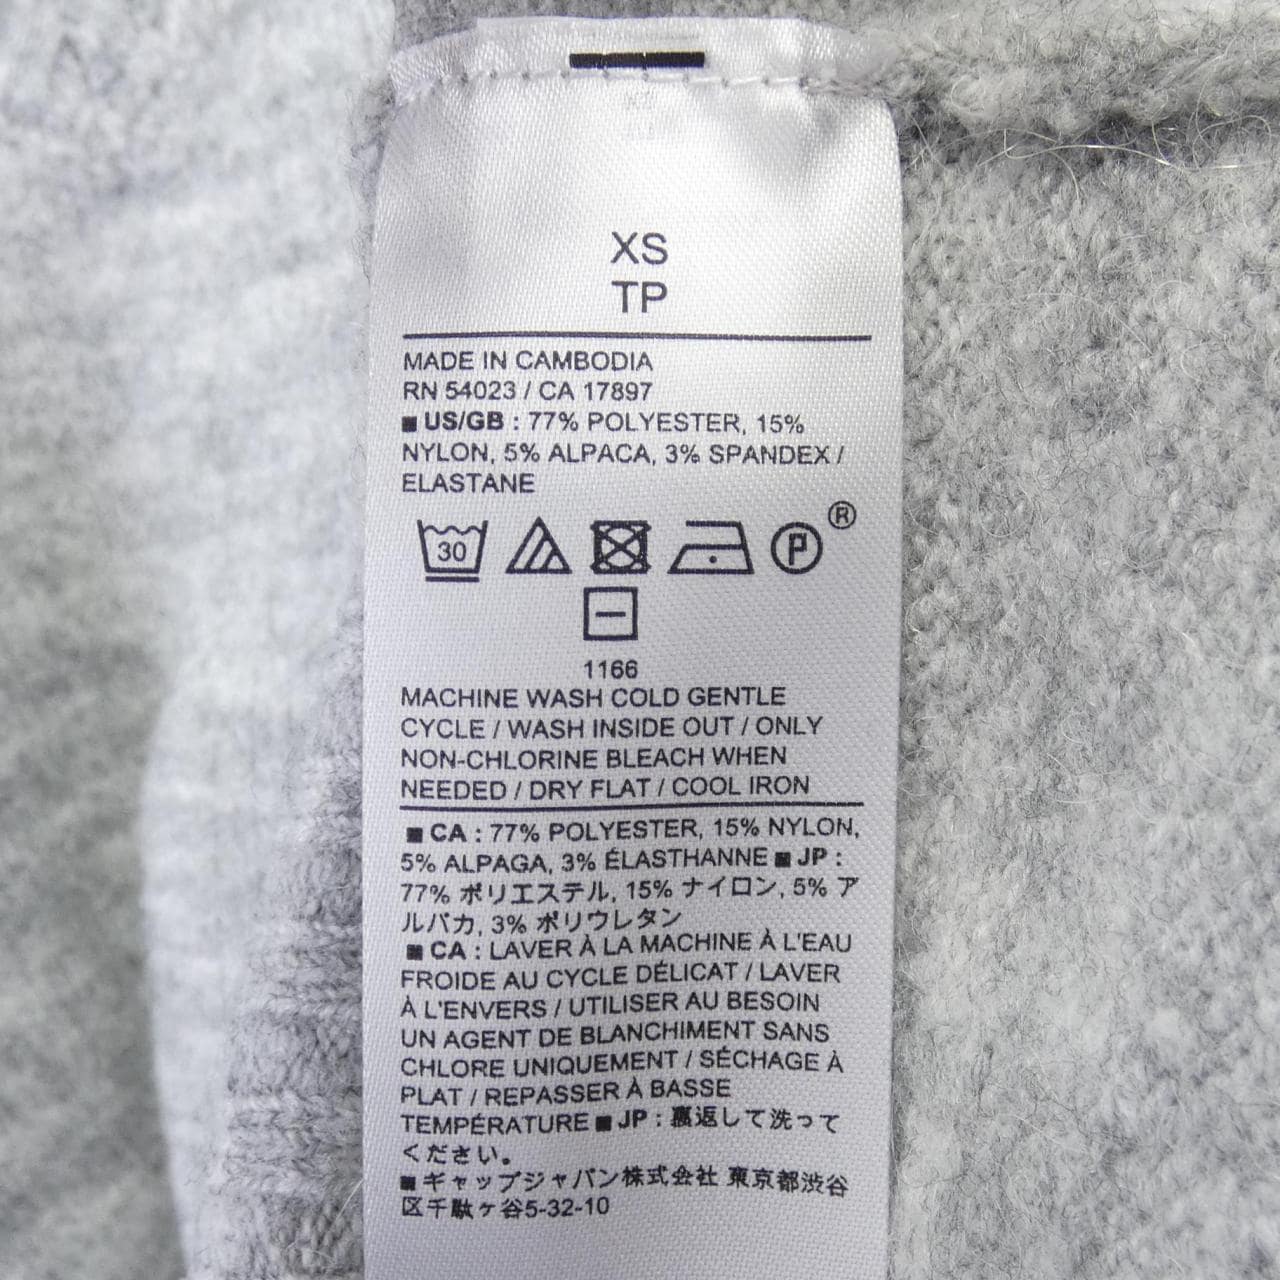 XS
TP
MADE IN CAMBODIA
RN 54023 / CA 17897
■ US/GB : 77% POLYESTER, 15%
NYLON, 5% ALPACA, 3% SPANDEX /
ELASTANE
30 P ®
1166
MACHINE WASH COLD GENTLE
CYCLE / WASH INSIDE OUT / ONLY
NON-CHLORINE BLEACH WHEN
NEEDED / DRY FLAT / COOL IRON
■ CA : 77% POLYESTER, 15% NYLON,
5% ALPAGA, 3% ÉLASTHANNE ■ JP :
77% ポリエステル, 15% ナイロン, 5% ア
ルパカ, 3% ポリウレタン
■ CA : LAVER À LA MACHINE À L'EAU
FROIDE AU CYCLE DÉLICAT / LAVER
À L'ENVERS / UTILISER AU BESOIN
UN AGENT DE BLANCHIMENT SANS
CHLORE UNIQUEMENT / SÉCHAGE À
PLAT / REPASSER À BASSE
TEMPÉRATURE ■ JP : 裏返して洗って
ください。
■ ギャップジャパン株式会社 東京都渋谷
区千駄ヶ谷5-32-10